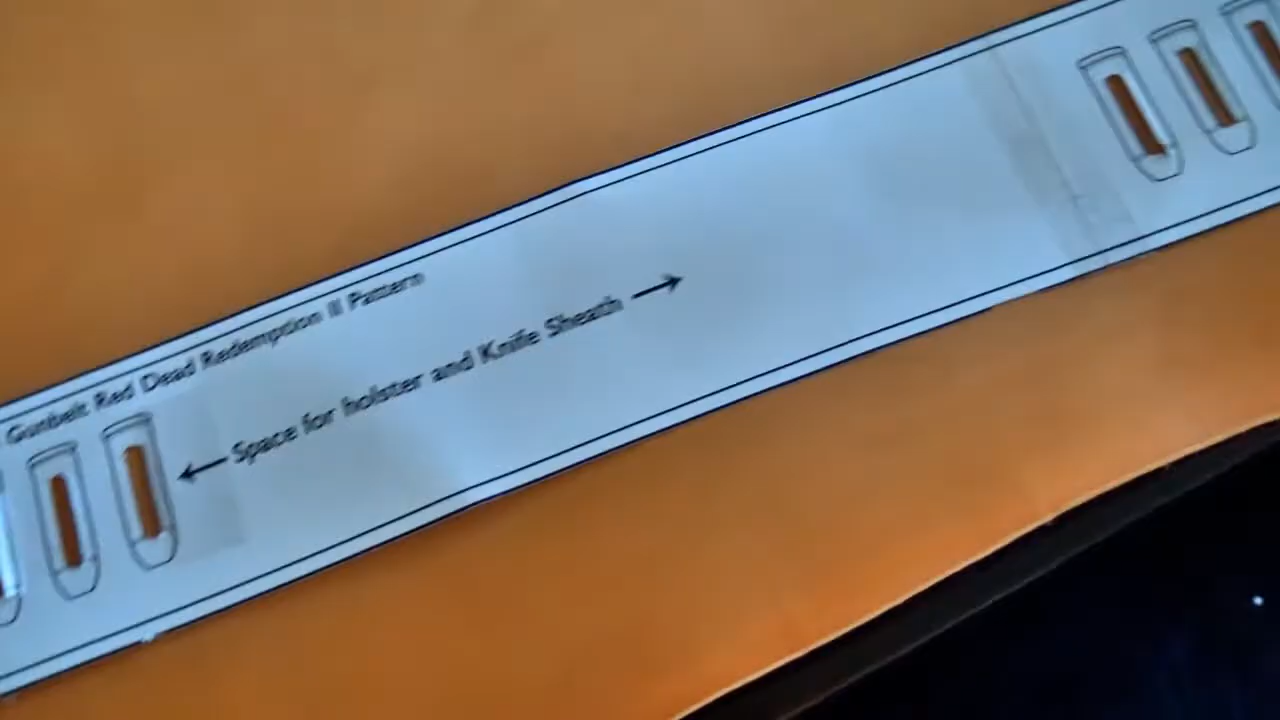 Gunbelt Red Dead Redemption II Pattern
Space for holster and Knife Sheath